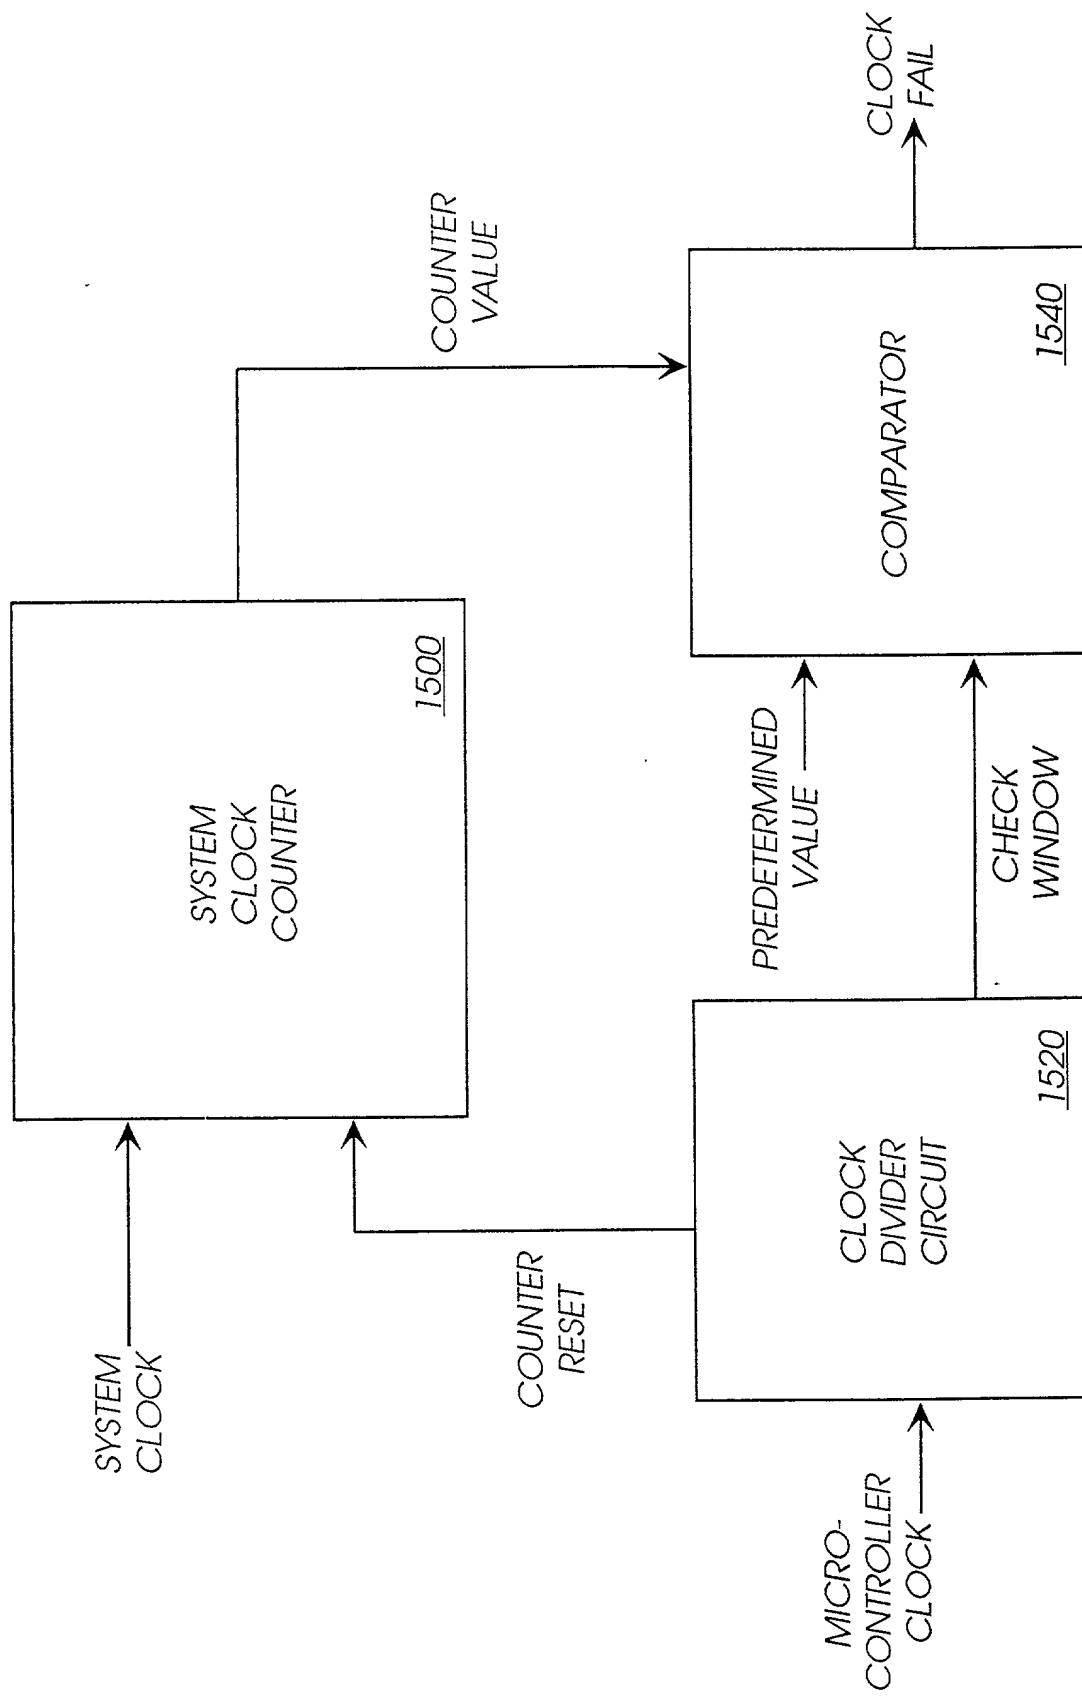 SYSTEM
CLOCK
SYSTEM
CLOCK
COUNTER
1500
COUNTER
VALUE
COUNTER
RESET
MICRO-
CONTROLLER
CLOCK
CLOCK
DIVIDER
CIRCUIT
1520
PREDETERMINED
VALUE
CHECK
WINDOW
COMPARATOR
1540
CLOCK
FAIL